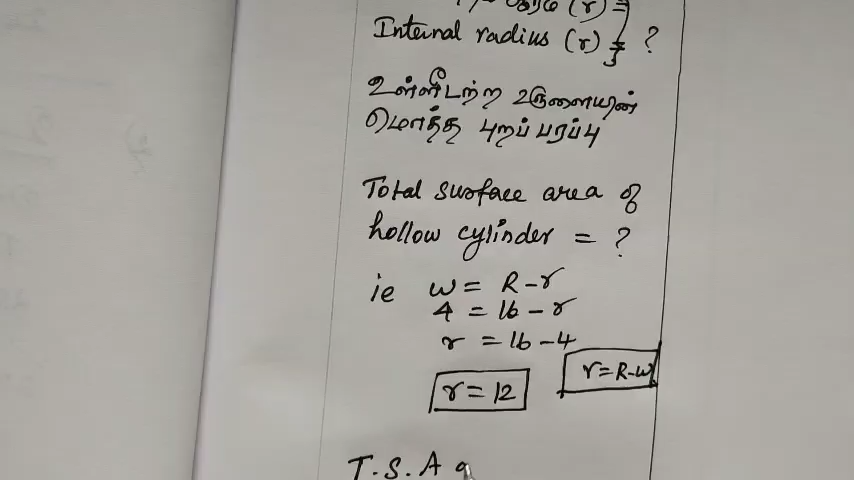 (r) =
Internal radius (r) = ?
உள்ளீடற்ற உருளையின்
மொத்த புறப்பரப்பு
Total surface area of
hollow cylinder = ?
ie w = R - r
4 = 16 - r
r = 16 - 4
r = R - w
r = 12
T.S.A